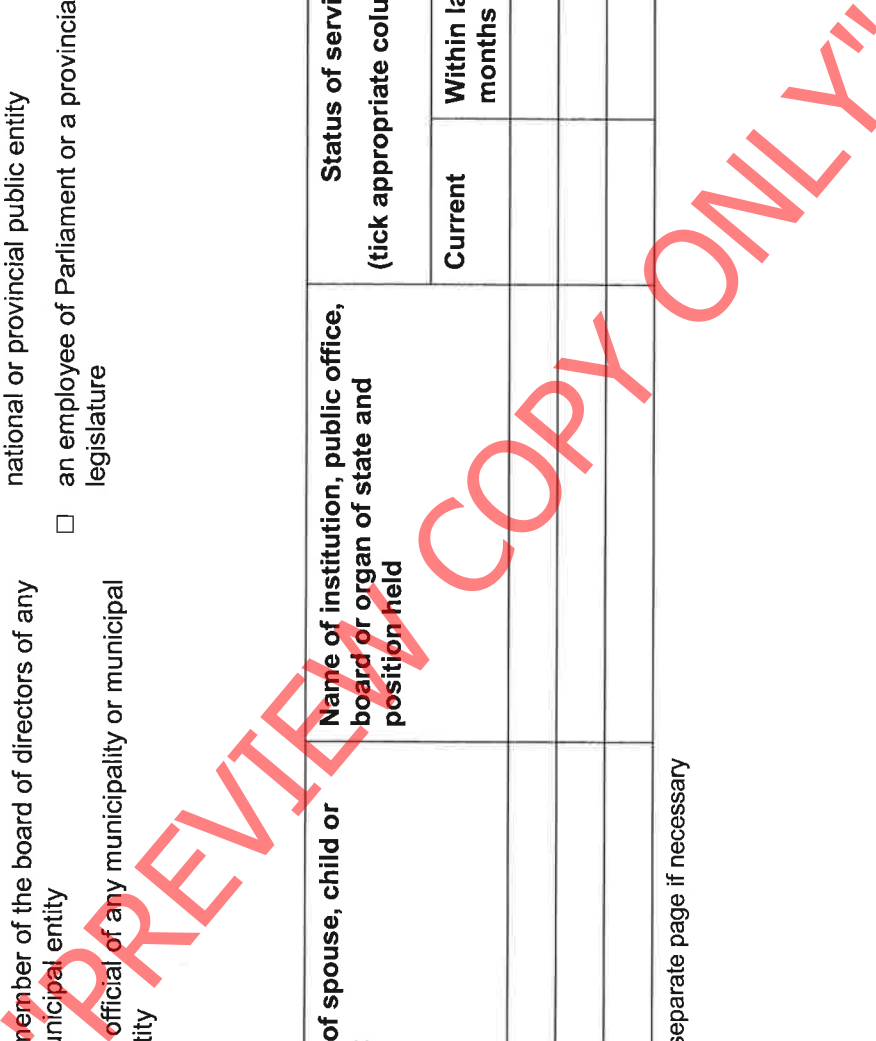 member of the board of directors of any
municipal entity
official of any municipality or municipal
national or provincial public entity
☐ an employee of Parliament or a provincial
legislature
of spouse, child or
Name of institution, public office,
board or organ of state and
position held
Status of servi
(tick appropriate colu
Current
Within la
months
separate page if necessary
"PREVIEW COPY ONLY"